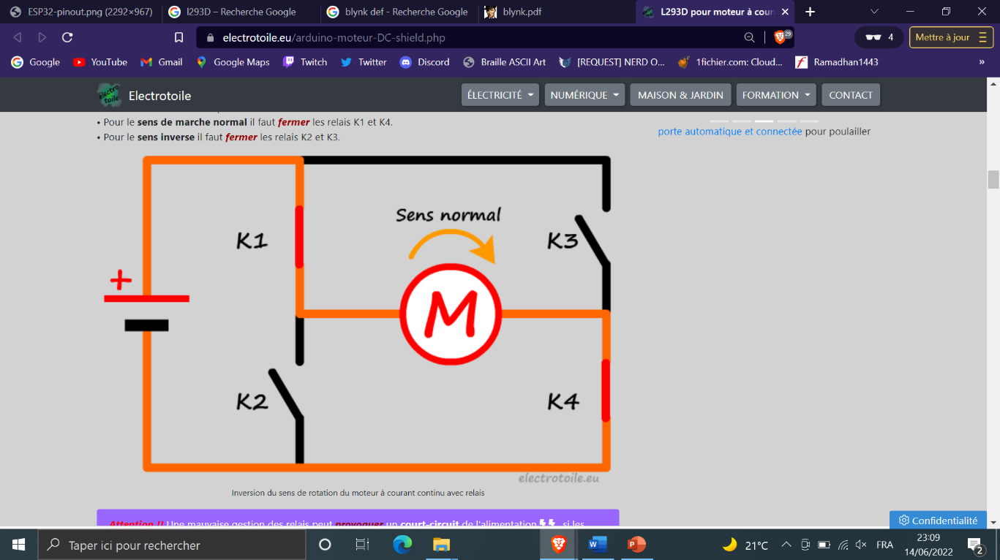 ESP32-pinout.png (2292×967)
l293D – Recherche Google
blynk def - Recherche Google
blynk.pdf
L293D pour moteur à cour
electrotoile.eu/arduino-moteur-DC-shield.php
29
4
Mettre à jour
Google
YouTube
Gmail
Google Maps
Twitch
Twitter
Discord
Braille ASCII Art
[REQUEST] NERD O...
1fichier.com: Cloud...
Ramadhan1443
»
electro
toile
Electrotoile
ÉLECTRICITÉ
NUMÉRIQUE
MAISON & JARDIN
FORMATION
CONTACT
• Pour le sens de marche normal il faut fermer les relais K1 et K4.
• Pour le sens inverse il faut fermer les relais K2 et K3.
porte automatique et connectée pour poulailler
Sens normal
K1
K3
+
M
K2
K4
electrotoile.eu
Inversion du sens de rotation du moteur à courant continu avec relais
Attention !! Une mauvaise gestion des relais peut provoquer un court-circuit de l'alimentation , si les
Confidentialité
Taper ici pour rechercher
21°C
FRA
23:09
14/06/2022
2